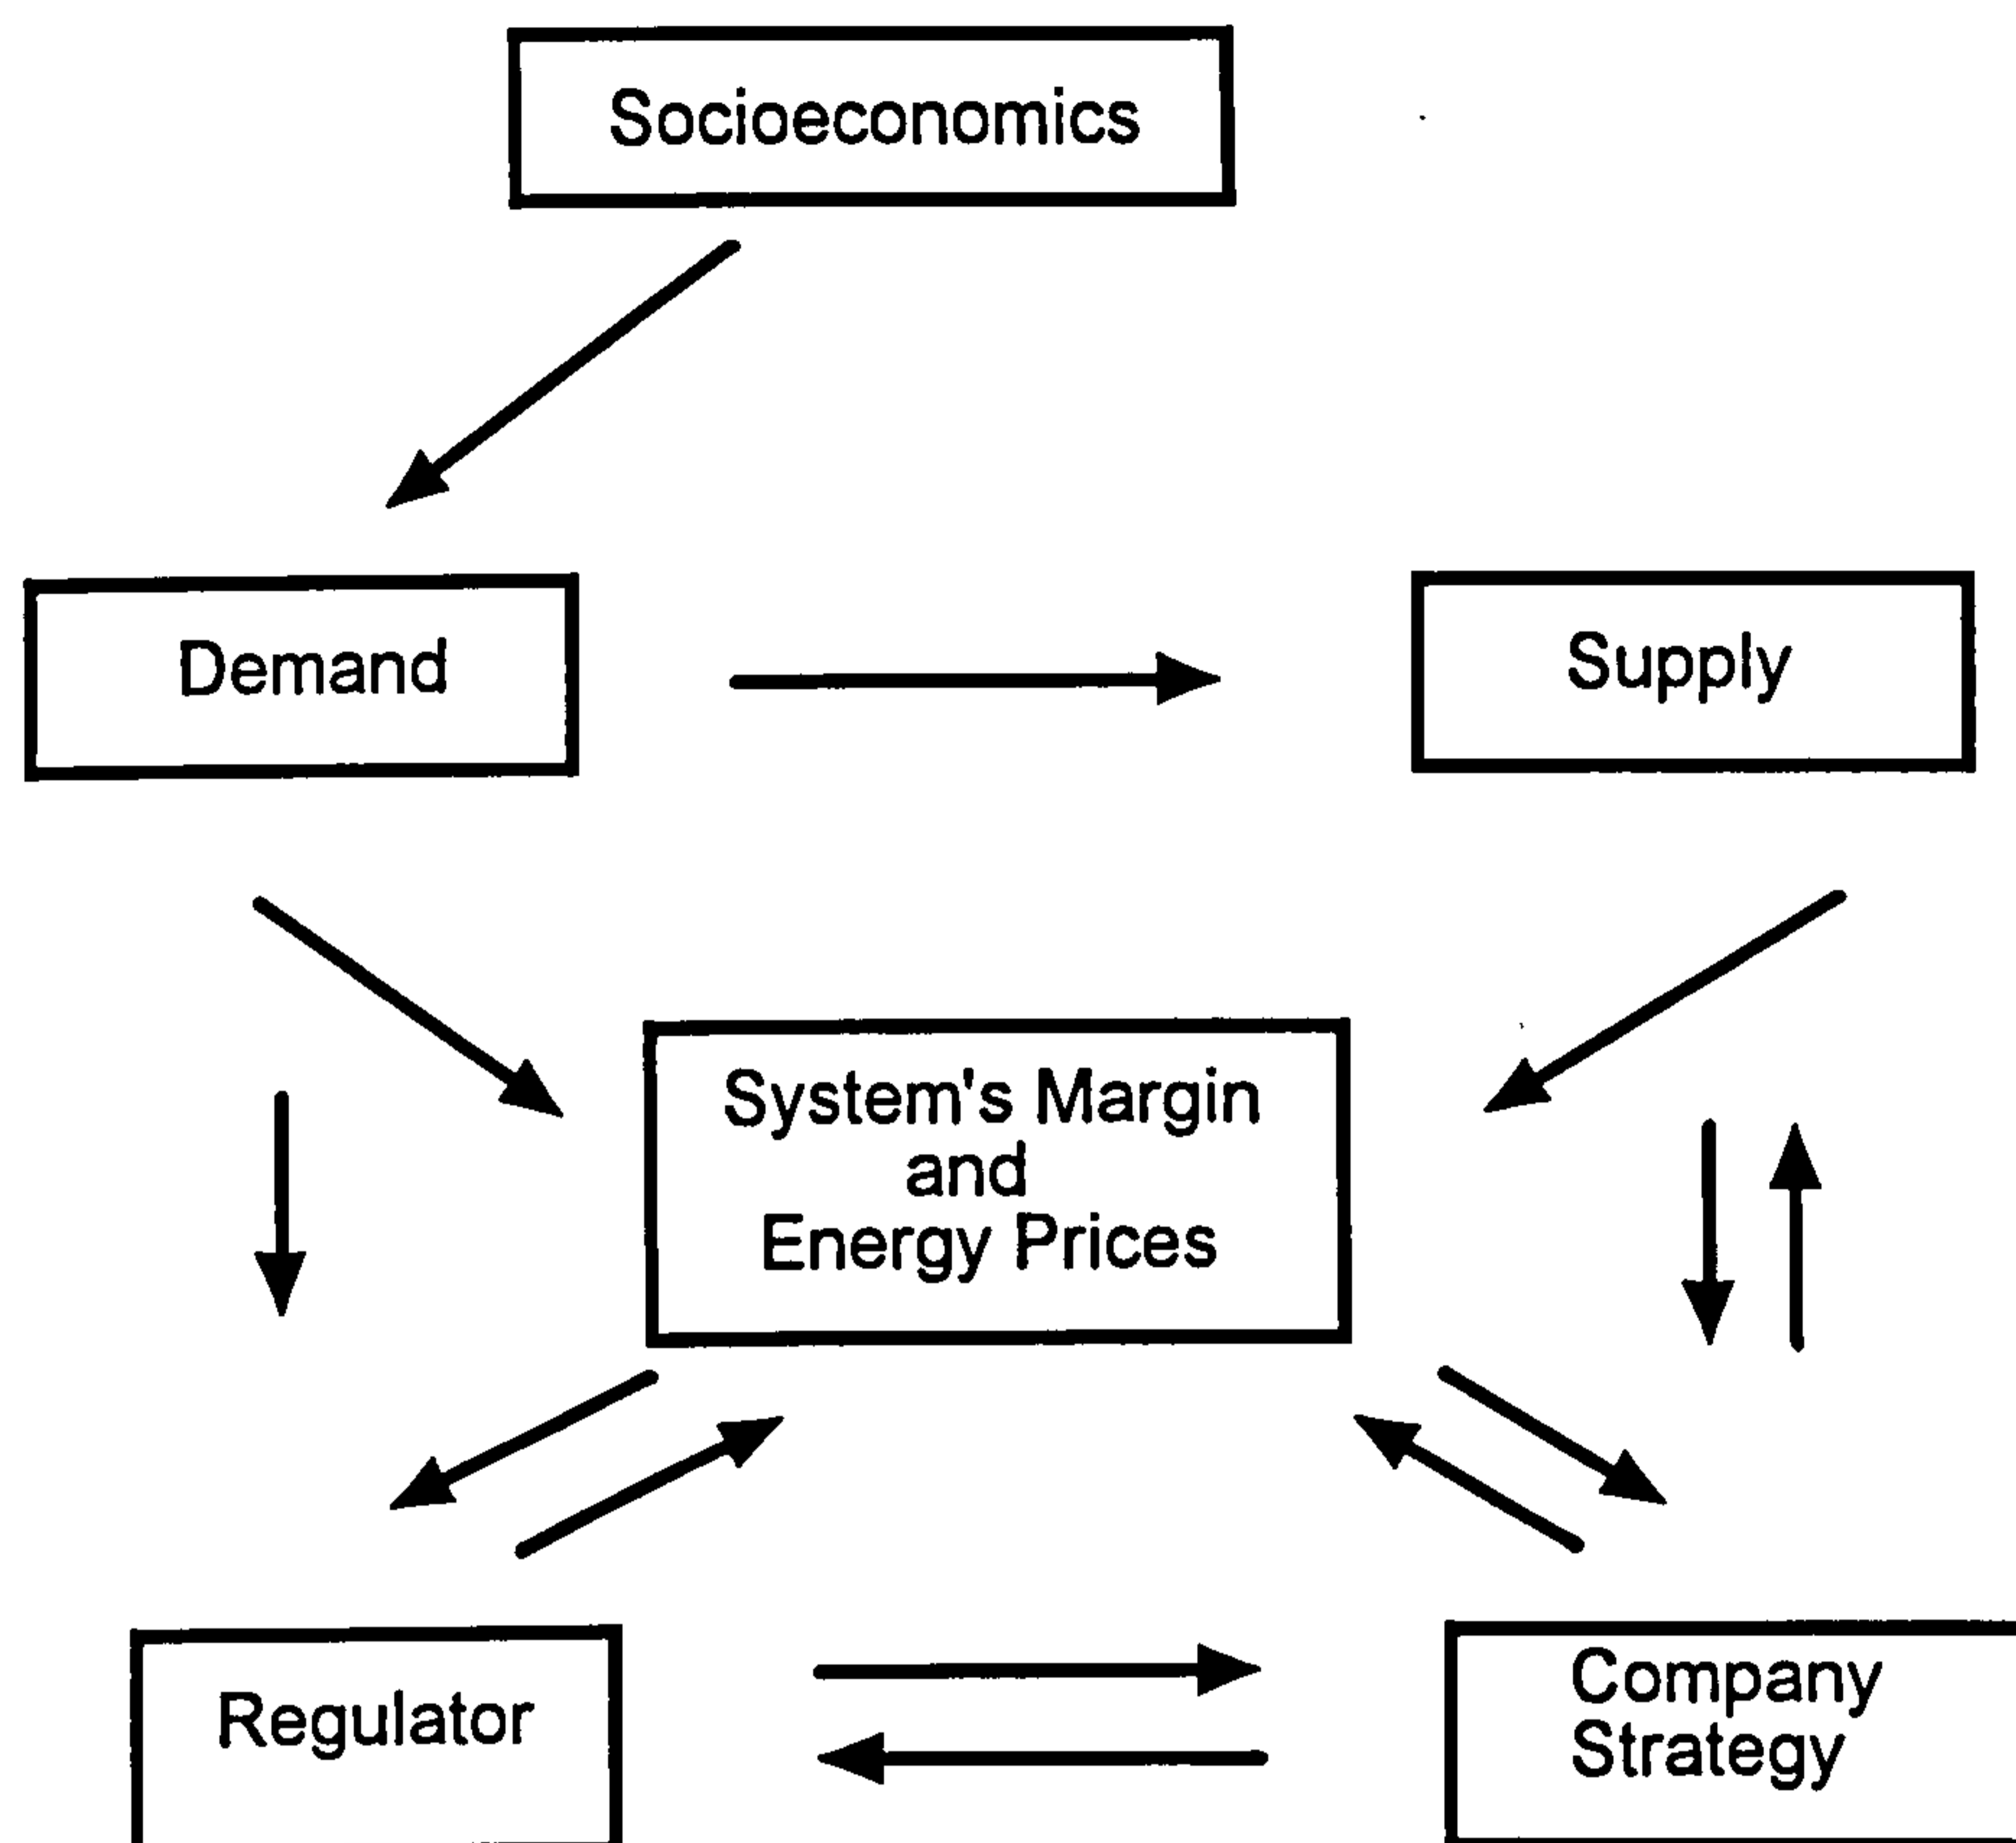 Socioeconomics
Demand
Supply
System's Margin
and
Energy Prices
Regulator
Company
Strategy